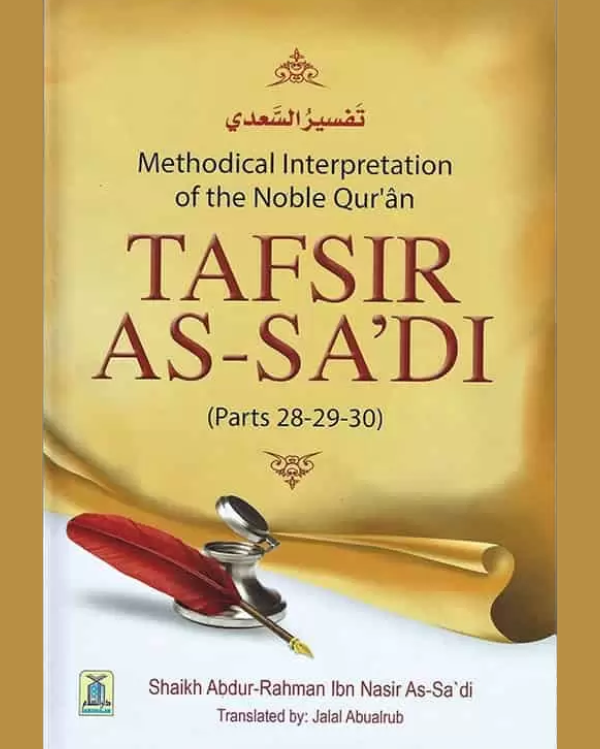 تَفسيرُ السَّعدي
Methodical Interpretation
of the Noble Qur'ân
TAFSIR
AS-SA'DI
(Parts 28-29-30)
Shaikh Abdur-Rahman Ibn Nasir As-Sa`di
Translated by: Jalal Abualrub